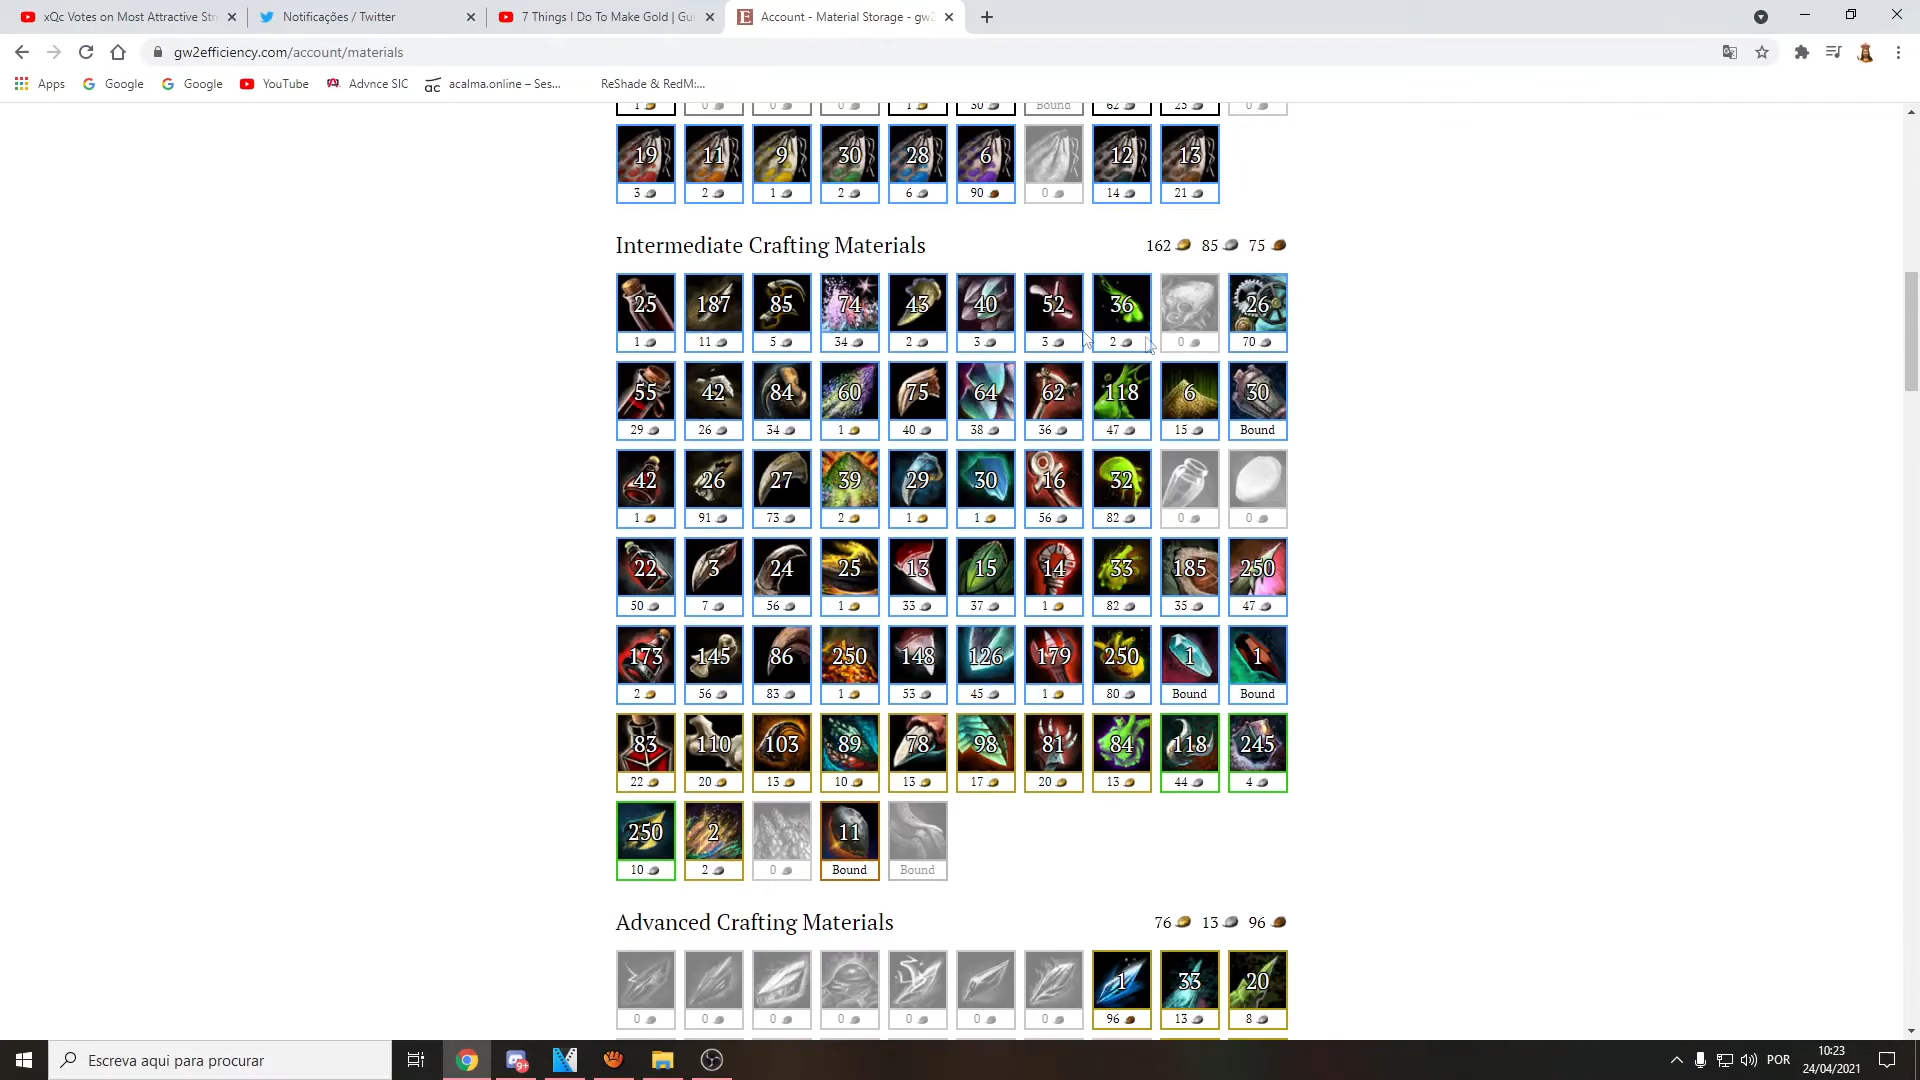 xQc Votes on Most Attractive Str
Notificações / Twitter
7 Things I Do To Make Gold | Gui
Account - Material Storage - gw2
gw2efficiency.com/account/materials
Apps Google Google YouTube Advnce SIC acalma.online – Ses... ReShade & RedM:...
1 0 0 0 1 30 Bound 62 25 0
19 11 9 30 28 6 12 13
3 2 1 2 6 90 0 14 21
Intermediate Crafting Materials 162 85 75
25 187 85 74 43 40 52 36 26
1 11 5 34 2 3 3 2 0 70
55 42 84 60 75 64 62 118 6 30
29 26 34 1 40 38 36 47 15 Bound
42 26 27 39 29 30 16 32
1 91 73 2 1 1 56 82 0 0
22 3 24 25 13 15 14 33 185 250
50 7 56 1 33 37 1 82 35 47
173 145 86 250 148 126 179 250 1 1
2 56 83 1 53 45 1 80 Bound Bound
83 110 103 89 78 98 81 84 118 245
22 20 13 10 13 17 20 13 44 4
250 2 11
10 2 0 Bound Bound
Advanced Crafting Materials 76 13 96
1 33 20
0 0 0 0 0 0 0 96 13 8
Escreva aqui para procurar
POR
10:23
24/04/2021